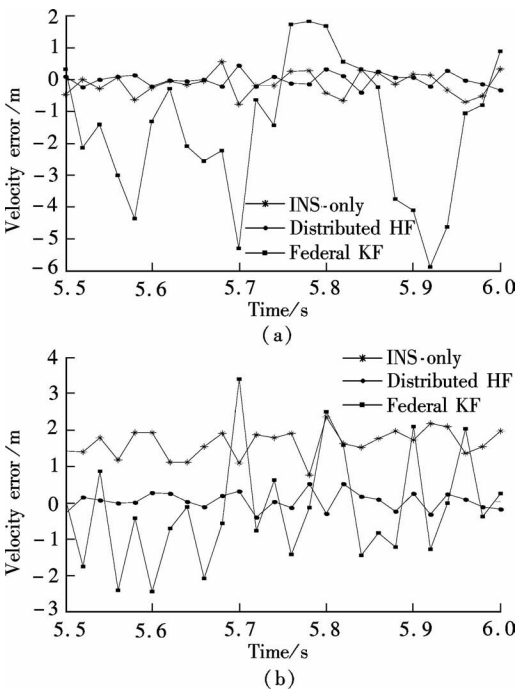 2
1
0
-1
-2
-3
-4
-5
-6
Velocity error/m
INS-only
Distributed HF
Federal KF
5.5 5.6 5.7 5.8 5.9 6.0
Time/s
(a)
4
3
2
1
0
-1
-2
-3
Velocity error/m
INS-only
Distributed HF
Federal KF
5.5 5.6 5.7 5.8 5.9 6.0
Time/s
(b)